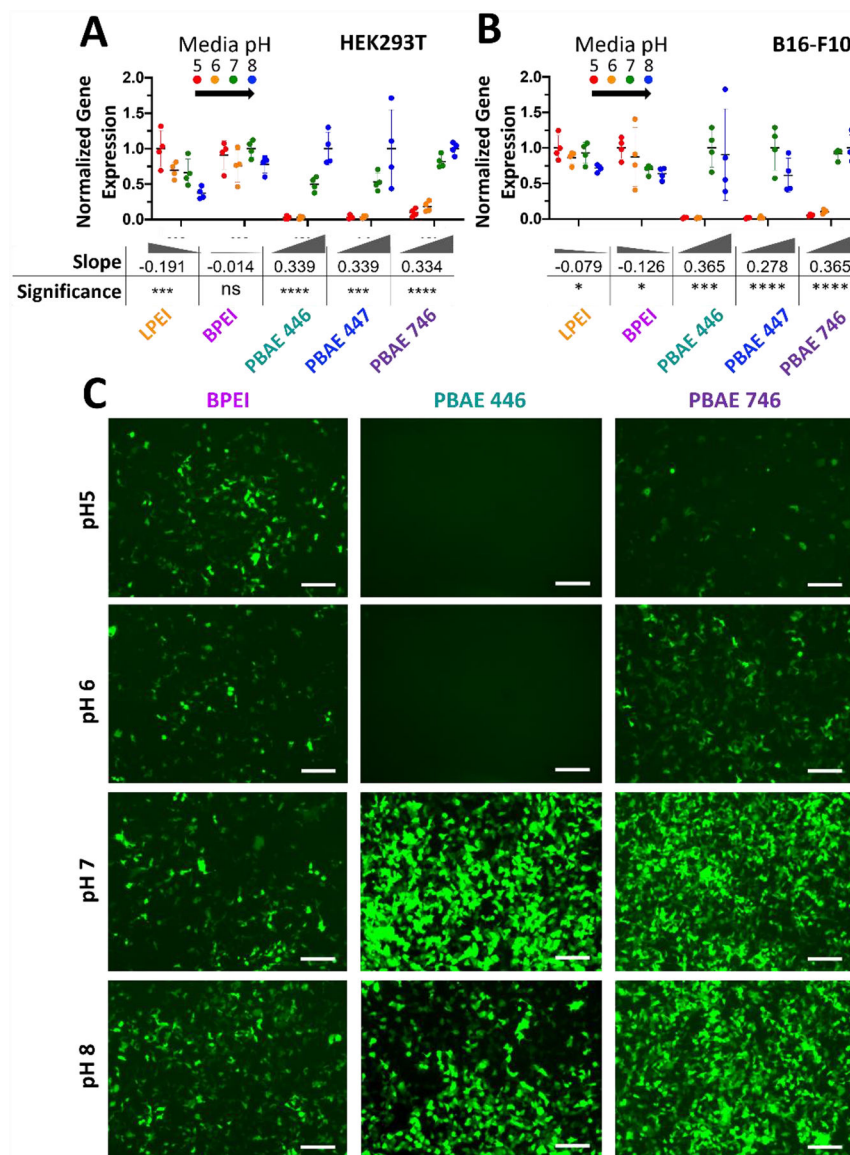 A
Media pH
5 6 7 8
HEK293T
Normalized Gene
Expression
2.0
1.5
1.0
0.5
0.0
Slope -0.191 -0.014 0.339 0.339 0.334
Significance *** ns **** *** ****
LPEI BPEI PBAE 446 PBAE 447 PBAE 746
B
Media pH
5 6 7 8
B16-F10
Normalized Gene
Expression
2.0
1.5
1.0
0.5
0.0
-0.079 -0.126 0.365 0.278 0.365
* * *** **** ****
LPEI BPEI PBAE 446 PBAE 447 PBAE 746
C
BPEI PBAE 446 PBAE 746
pH5
pH 6
pH 7
pH 8